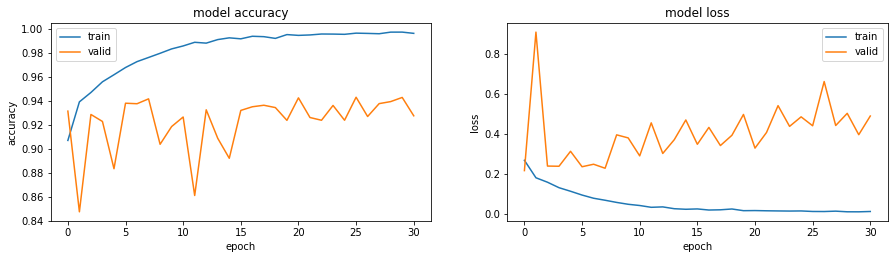 model accuracy
train
valid
accuracy
1.00
0.98
0.96
0.94
0.92
0.90
0.88
0.86
0.84
0 5 10 15 20 25 30
epoch
model loss
train
valid
loss
0.8
0.6
0.4
0.2
0.0
0 5 10 15 20 25 30
epoch